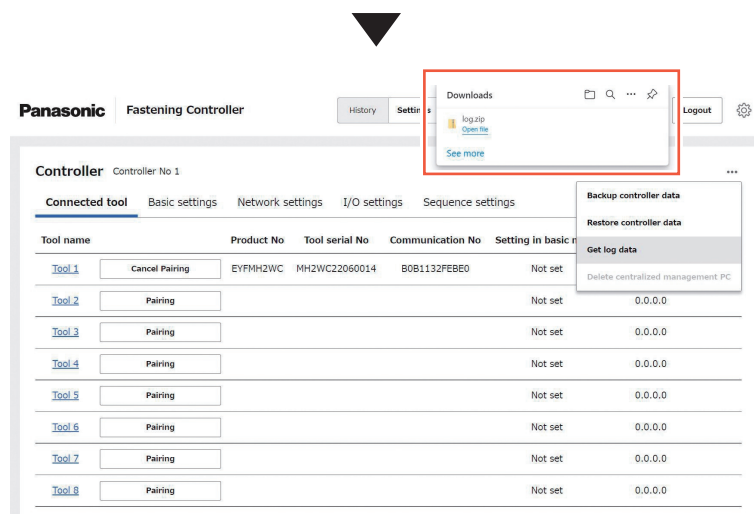 Downloads
log.zip
Open file
See more
Panasonic Fastening Controller
History Settin s Logout
Controller Controller No 1
Connected tool Basic settings Network settings I/O settings Sequence settings
Backup controller data
Restore controller data
Get log data
Delete centralized management PC
Tool name Product No Tool serial No Communication No Setting in basic
Tool 1 Cancel Pairing EYFMH2WC MH2WC22060014 B0B1132FEBE0 Not set
Tool 2 Pairing Not set 0.0.0.0
Tool 3 Pairing Not set 0.0.0.0
Tool 4 Pairing Not set 0.0.0.0
Tool 5 Pairing Not set 0.0.0.0
Tool 6 Pairing Not set 0.0.0.0
Tool 7 Pairing Not set 0.0.0.0
Tool 8 Pairing Not set 0.0.0.0